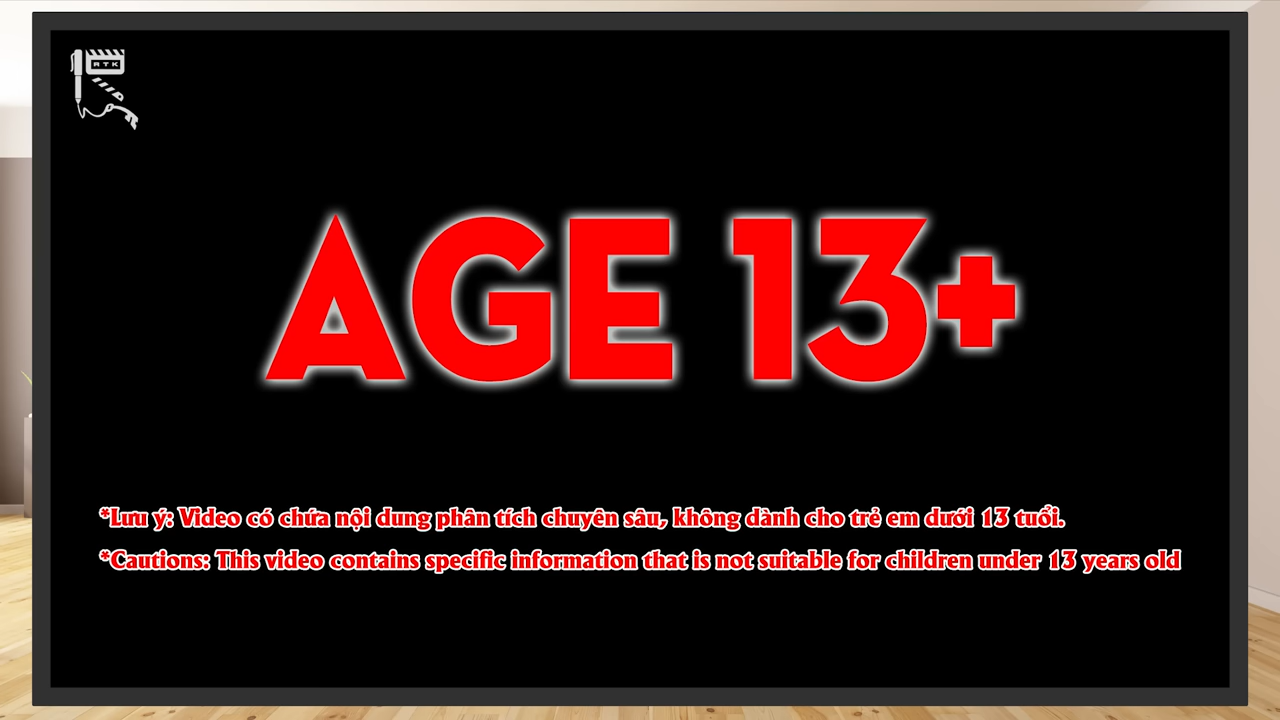 RTK
AGE 13+
*Lưu ý: Video có chứa nội dung phân tích chuyên sâu, không dành cho trẻ em dưới 13 tuổi.
*Cautions: This video contains specific information that is not suitable for children under 13 years old